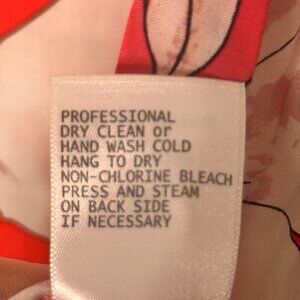 PROFESSIONAL
DRY CLEAN or
HAND WASH COLD
HANG TO DRY
NON-CHLORINE BLEACH
PRESS AND STEAM
ON BACK SIDE
IF NECESSARY